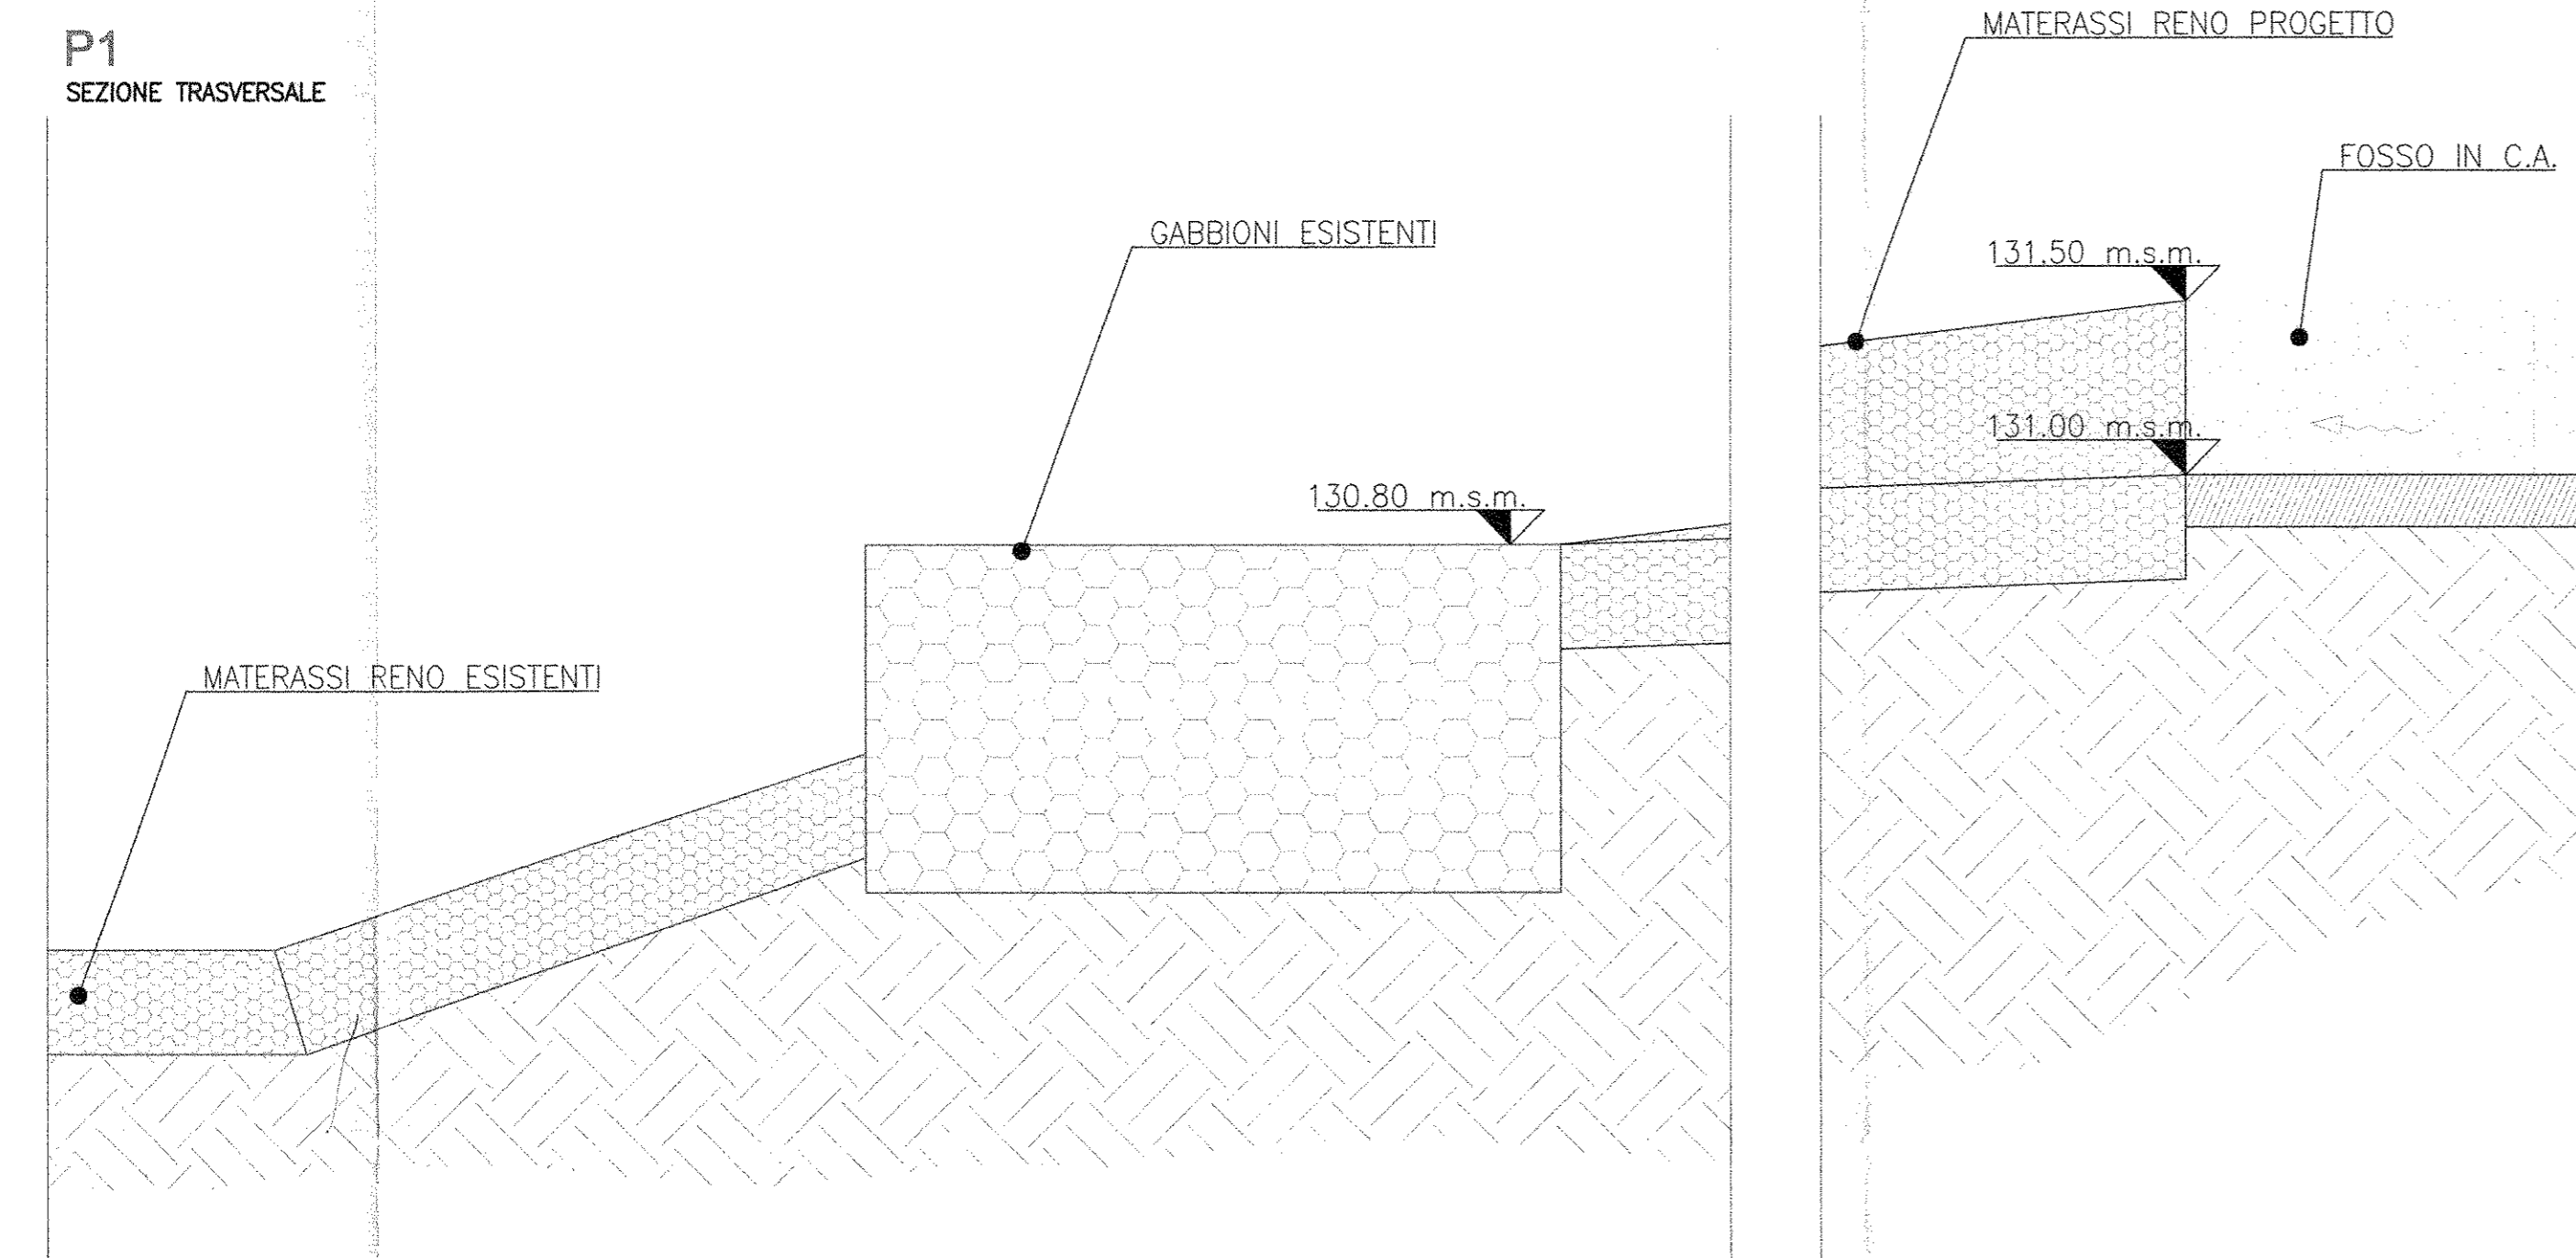 P1
SEZIONE TRASVERSALE
MATERASSI RENO PROGETTO
FOSSO IN C.A.
GABBIONI ESISTENTI
131.50 m.s.m.
131.00 m.s.m.
130.80 m.s.m.
MATERASSI RENO ESISTENTI